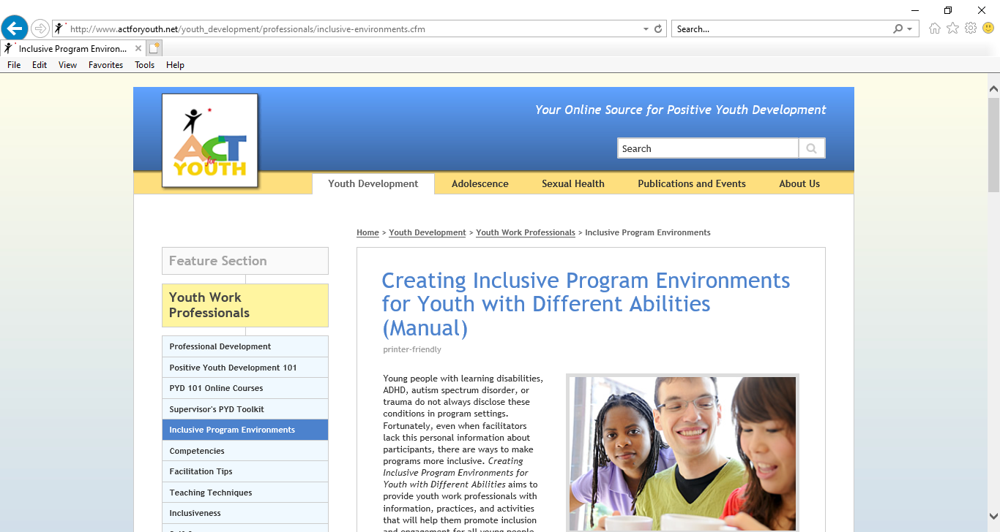 http://www.actforyouth.net/youth_development/professionals/inclusive-environments.cfm
Search...
Inclusive Program Environ...
File Edit View Favorites Tools Help
ACT for YOUTH
Your Online Source for Positive Youth Development
Search
Youth Development Adolescence Sexual Health Publications and Events About Us
Home > Youth Development > Youth Work Professionals > Inclusive Program Environments
Feature Section
Youth Work
Professionals
Professional Development
Positive Youth Development 101
PYD 101 Online Courses
Supervisor's PYD Toolkit
Inclusive Program Environments
Competencies
Facilitation Tips
Teaching Techniques
Inclusiveness
Creating Inclusive Program Environments
for Youth with Different Abilities
(Manual)
printer-friendly
Young people with learning disabilities,
ADHD, autism spectrum disorder, or
trauma do not always disclose these
conditions in program settings.
Fortunately, even when facilitators
lack this personal information about
participants, there are ways to make
programs more inclusive. Creating
Inclusive Program Environments for
Youth with Different Abilities aims to
provide youth work professionals with
information, practices, and activities
that will help them promote inclusion
and engagement for all young people